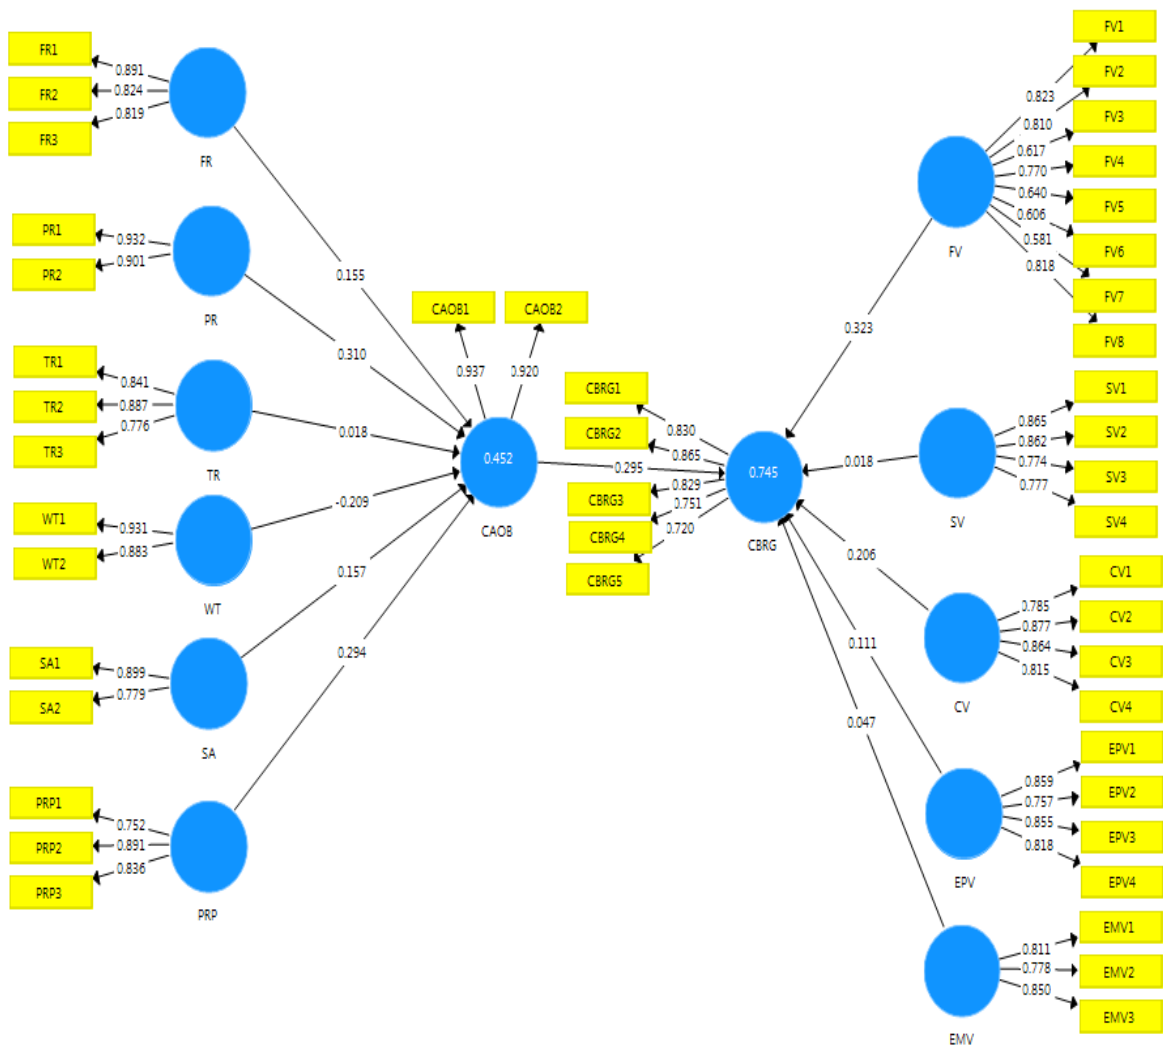 FR1
FR2
FR3
0.891
0.824
0.819
FR
PR1
PR2
0.932
0.901
PR
TR1
TR2
TR3
0.841
0.887
0.776
TR
WT1
WT2
0.931
0.883
WT
SA1
SA2
0.899
0.779
SA
PRP1
PRP2
PRP3
0.752
0.891
0.836
PRP
0.155
0.310
0.018
-0.209
0.157
0.294
CAOB1
CAOB2
0.937
0.920
0.452
CAOB
0.295
CBRG1
CBRG2
CBRG3
CBRG4
CBRG5
0.830
0.865
0.829
0.751
0.720
0.745
CBRG
0.323
0.018
0.206
0.111
0.047
FV
0.823
0.810
0.617
0.770
0.640
0.606
0.581
0.818
FV1
FV2
FV3
FV4
FV5
FV6
FV7
FV8
SV
0.865
0.862
0.774
0.777
SV1
SV2
SV3
SV4
CV
0.785
0.877
0.864
0.815
CV1
CV2
CV3
CV4
EPV
0.859
0.757
0.855
0.818
EPV1
EPV2
EPV3
EPV4
EMV
0.811
0.778
0.850
EMV1
EMV2
EMV3